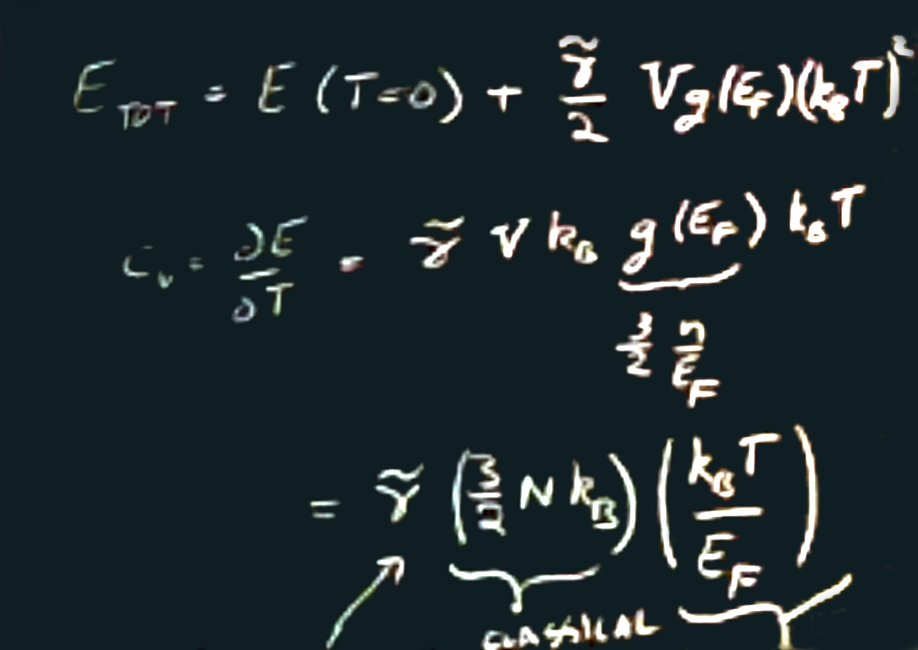 E_TOT = E (T=0) + γ̃/2 V g(E_F)(k_B T)²
C_v = ∂E/∂T = γ̃ V k_B g(E_F) k_B T
3/2 n/E_F
= γ̃ (3/2 N k_B) (k_B T/E_F)
CLASSICAL